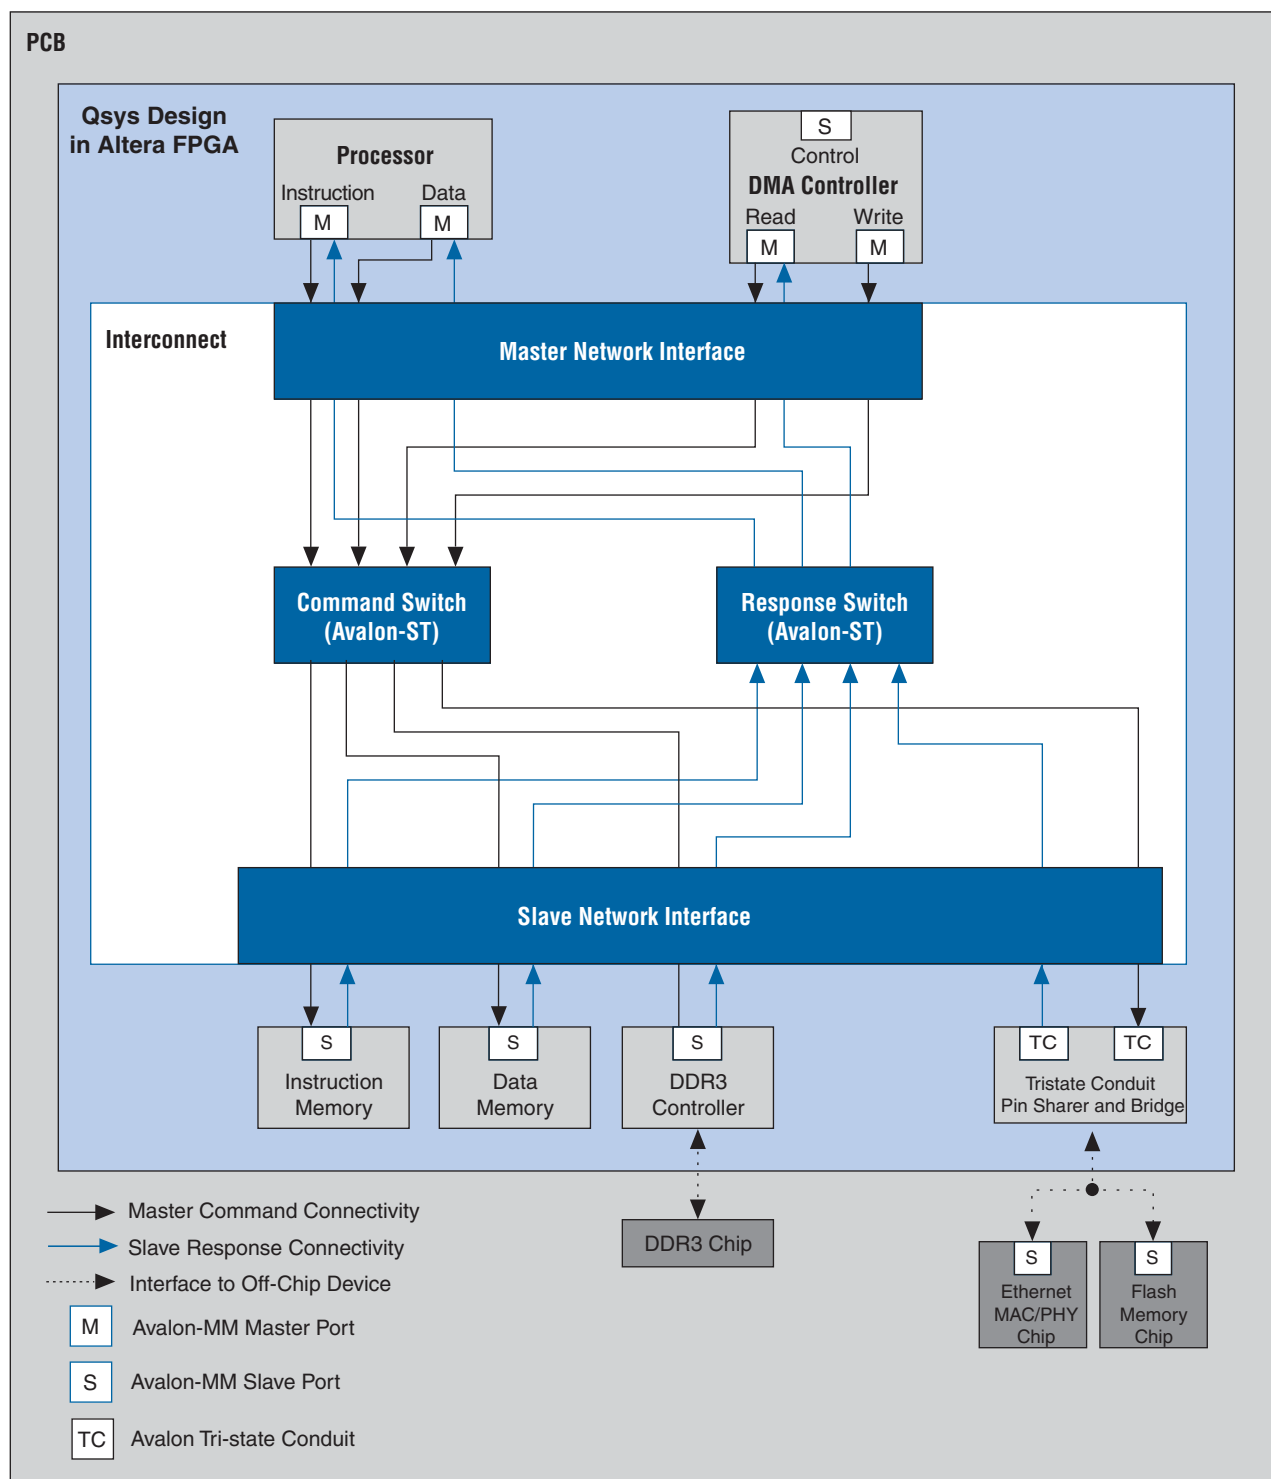 PCB
Qsys Design
in Altera FPGA
Processor
Instruction
Data
M
M
S
Control
DMA Controller
Read
Write
M
M
Interconnect
Master Network Interface
Command Switch
(Avalon-ST)
Response Switch
(Avalon-ST)
Slave Network Interface
S
Instruction
Memory
S
Data
Memory
S
DDR3
Controller
TC
TC
Tristate Conduit
Pin Sharer and Bridge
Master Command Connectivity
Slave Response Connectivity
Interface to Off-Chip Device
M
Avalon-MM Master Port
S
Avalon-MM Slave Port
TC
Avalon Tri-state Conduit
DDR3 Chip
S
Ethernet
MAC/PHY
Chip
S
Flash
Memory
Chip